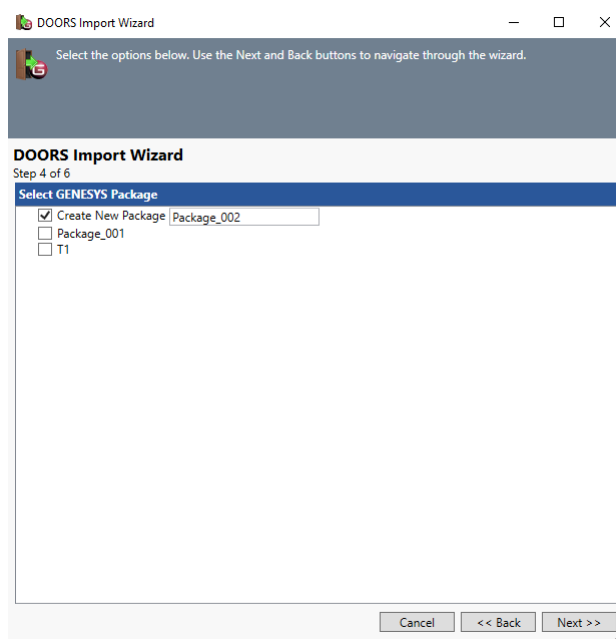 DOORS Import Wizard
Select the options below. Use the Next and Back buttons to navigate through the wizard.
DOORS Import Wizard
Step 4 of 6
Select GENESYS Package
Create New Package Package_002
Package_001
T1
Cancel << Back Next >>